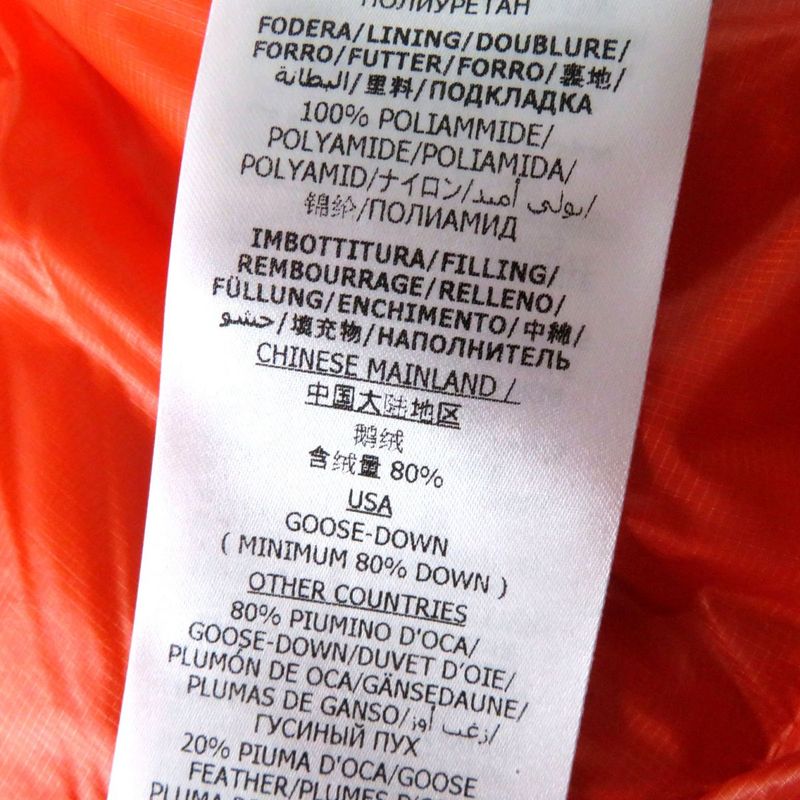 ПОЛИУРЕТАН
FODERA/LINING/DOUBLURE/
FORRO/FUTTER/FORRO/裏地/
البطانة/里料/ПОДКЛАДКА
100% POLIAMMIDE/
POLYAMIDE/POLIAMIDA/
POLYAMID/ナイロン/بولي أميد/
锦纶/ПОЛИАМИД
IMBOTTITURA/FILLING/
REMBOURRAGE/RELLENO/
FÜLLUNG/ENCHIMENTO/中綿/
حشو/填充物/НАПОЛНИТЕЛЬ
CHINESE MAINLAND /
中国大陆地区
鹅绒
含绒量 80%
USA
GOOSE-DOWN
( MINIMUM 80% DOWN )
OTHER COUNTRIES
80% PIUMINO D'OCA/
GOOSE-DOWN/DUVET D'OIE/
PLUMÓN DE OCA/GÄNSEDAUNE/
PLUMAS DE GANSO/زغب أوز/
ГУСИНЫЙ ПУХ
20% PIUMA D'OCA/GOOSE
FEATHER/PLUMES
PLUMA DE